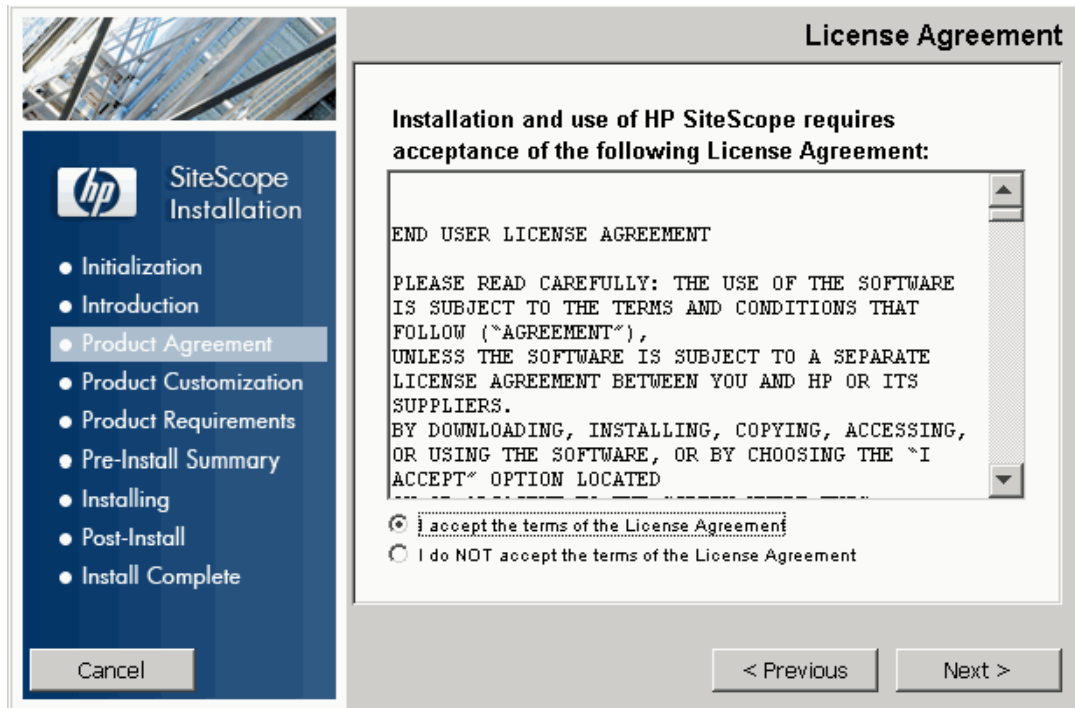 License Agreement
Installation and use of HP SiteScope requires
acceptance of the following License Agreement:
hp
SiteScope
Installation
Initialization
Introduction
Product Agreement
Product Customization
Product Requirements
Pre-Install Summary
Installing
Post-Install
Install Complete
END USER LICENSE AGREEMENT
PLEASE READ CAREFULLY: THE USE OF THE SOFTWARE
IS SUBJECT TO THE TERMS AND CONDITIONS THAT
FOLLOW ("AGREEMENT"),
UNLESS THE SOFTWARE IS SUBJECT TO A SEPARATE
LICENSE AGREEMENT BETWEEN YOU AND HP OR ITS
SUPPLIERS.
BY DOWNLOADING, INSTALLING, COPYING, ACCESSING,
OR USING THE SOFTWARE, OR BY CHOOSING THE "I
ACCEPT" OPTION LOCATED
I accept the terms of the License Agreement
I do NOT accept the terms of the License Agreement
Cancel
< Previous
Next >